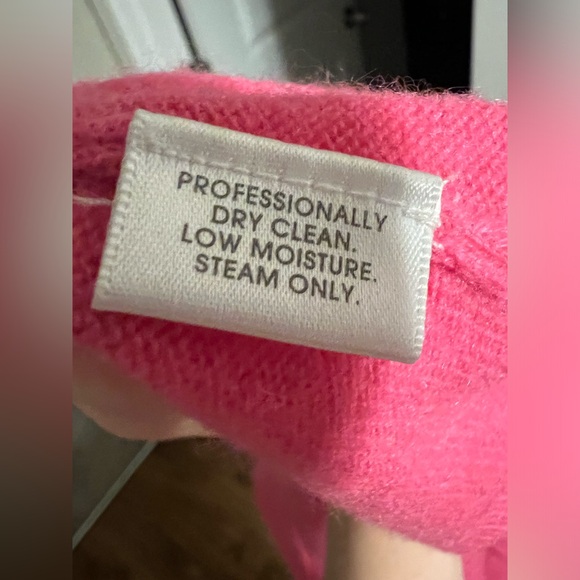 PROFESSIONALLY
DRY CLEAN.
LOW MOISTURE.
STEAM ONLY.